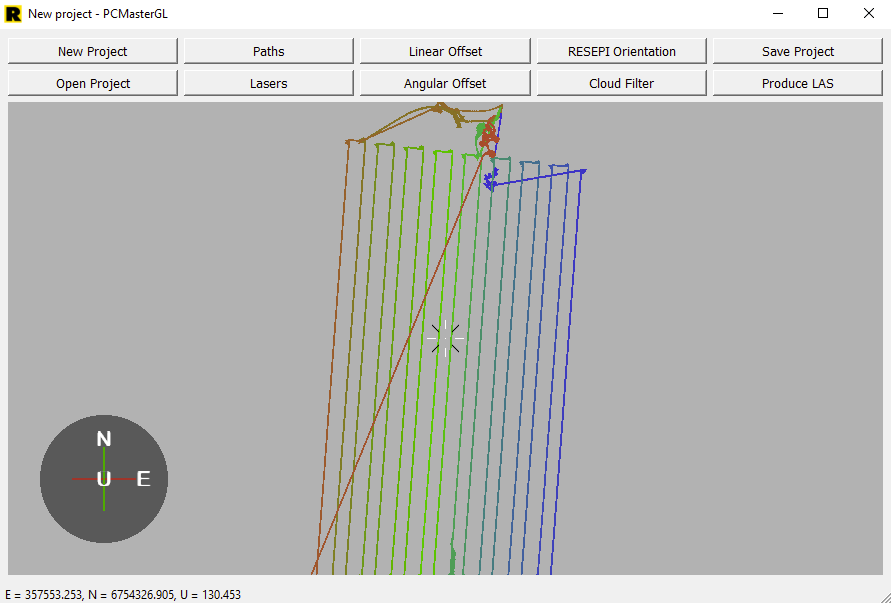 R New project - PCMasterGL
New Project Paths Linear Offset RESEPI Orientation Save Project
Open Project Lasers Angular Offset Cloud Filter Produce LAS
N
U E
E = 357553.253, N = 6754326.905, U = 130.453